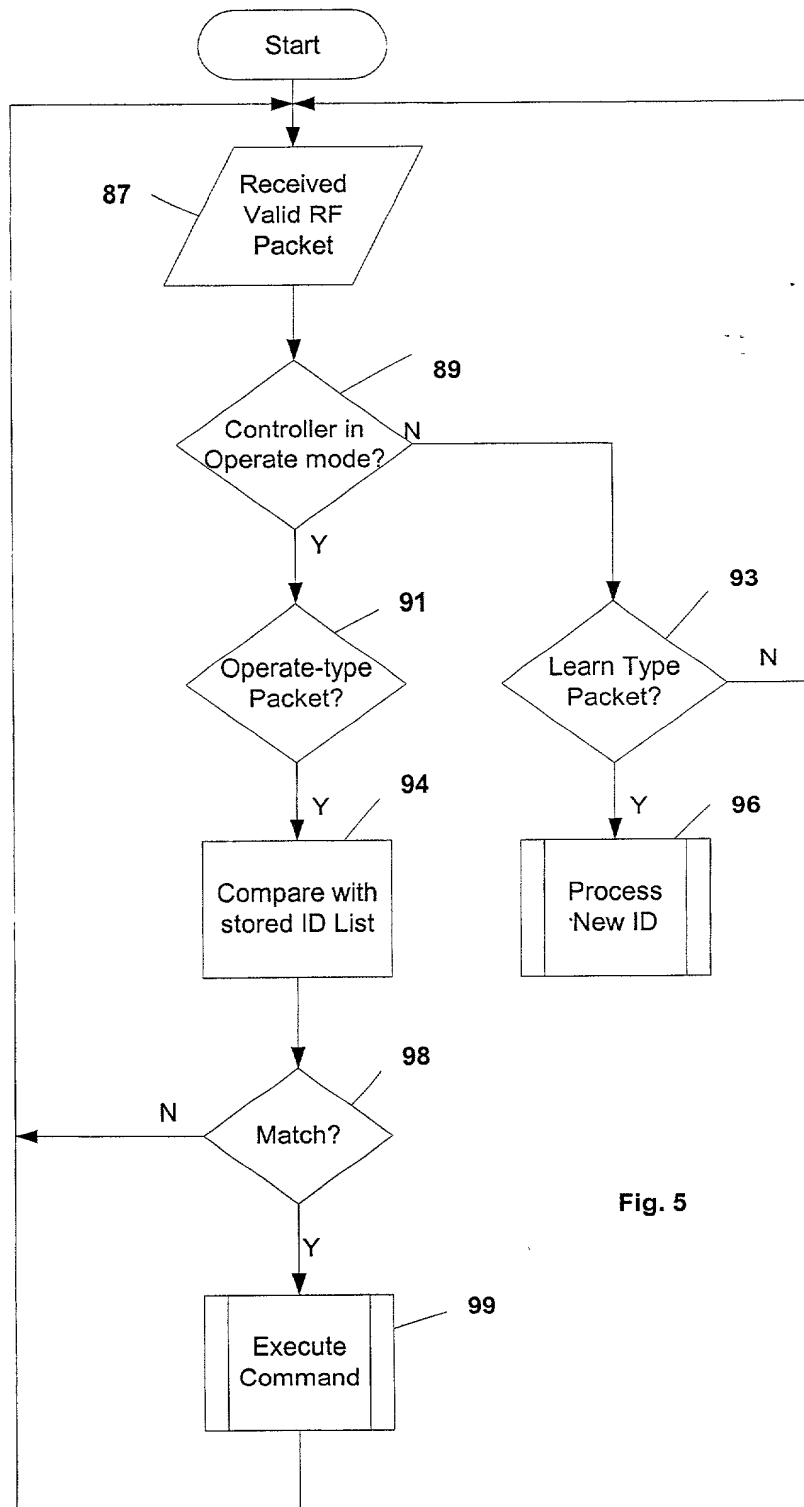 Start
87
Received
Valid RF
Packet
89
Controller in
Operate mode?
N
Y
91
Operate-type
Packet?
93
Learn Type
Packet?
N
Y
94
Compare with
stored ID List
Y
96
Process
New ID
98
N
Match?
Fig. 5
Y
99
Execute
Command